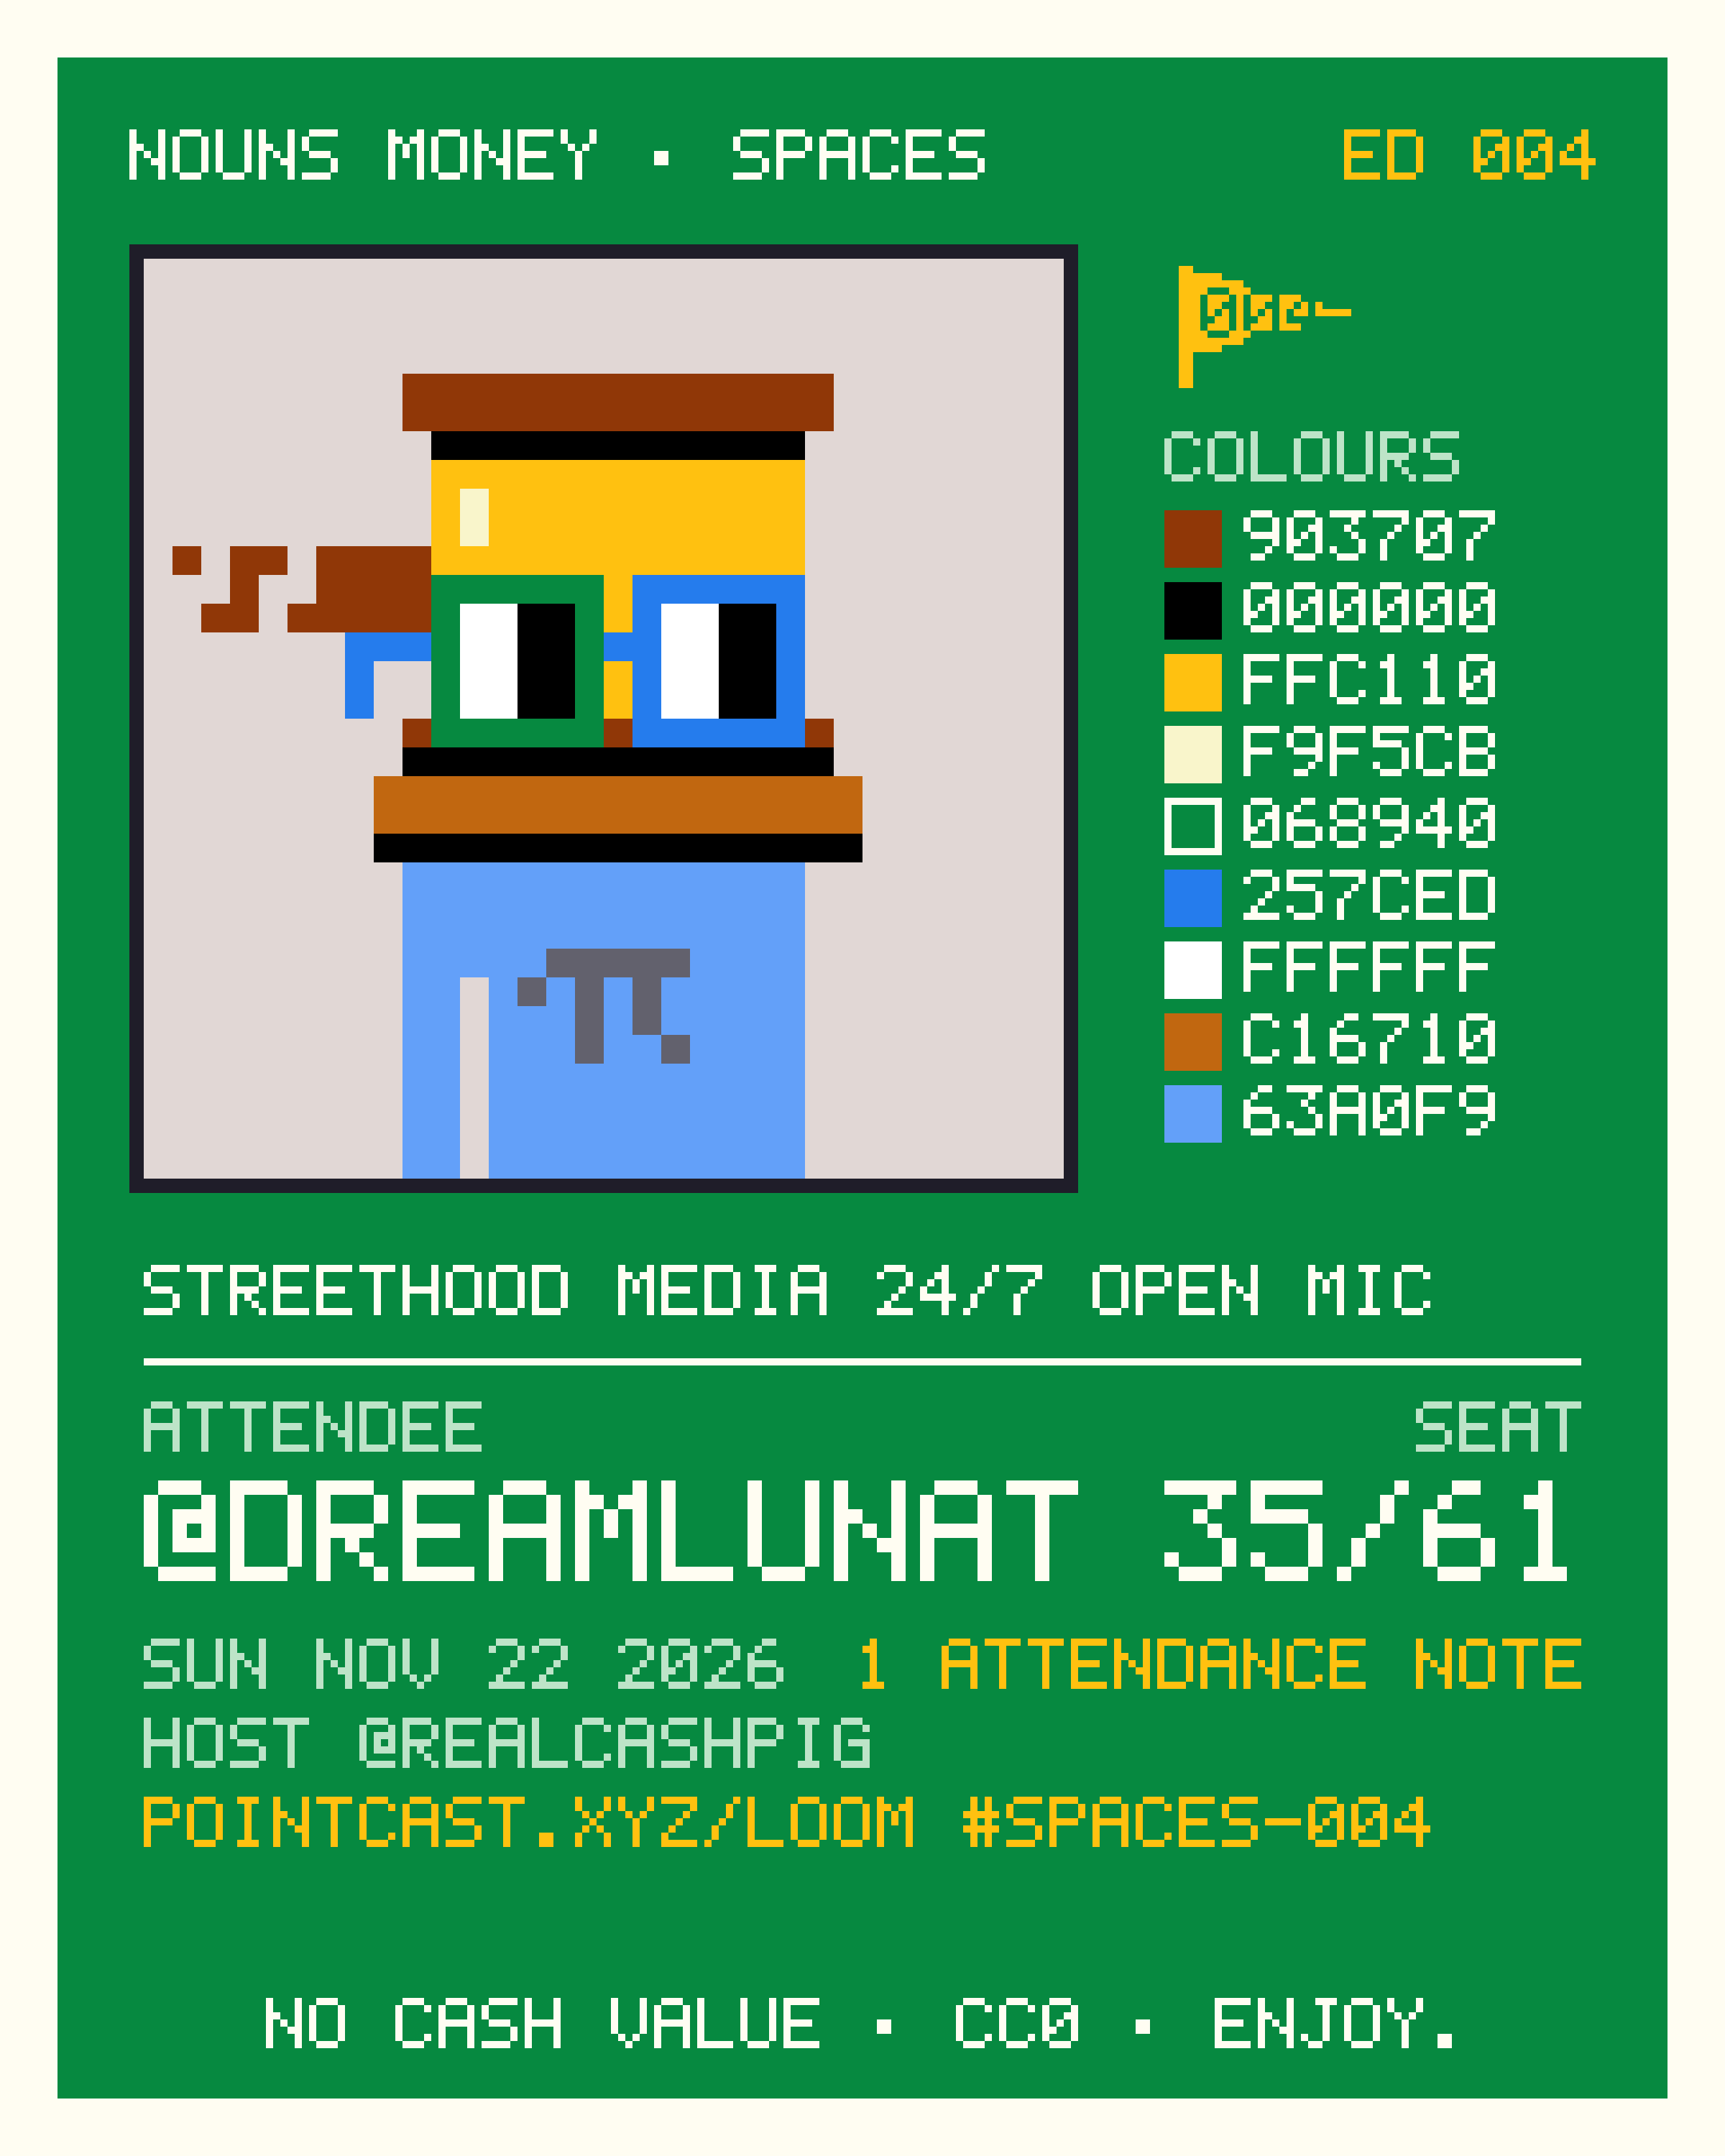 NOUNS MONEY · SPACES
ED 004
COLOURS
903707
000000
FFC110
F9F5CB
068940
257CED
FFFFFF
C16710
63A0F9
STREETHOOD MEDIA 24/7 OPEN MIC
ATTENDEE
SEAT
@DREAMLUNAT 35/61
SUN NOV 22 2026 1 ATTENDANCE NOTE
HOST @REALCASHPIG
POINTCAST.XYZ/LOOM #SPACES-004
NO CASH VALUE · CC0 · ENJOY.